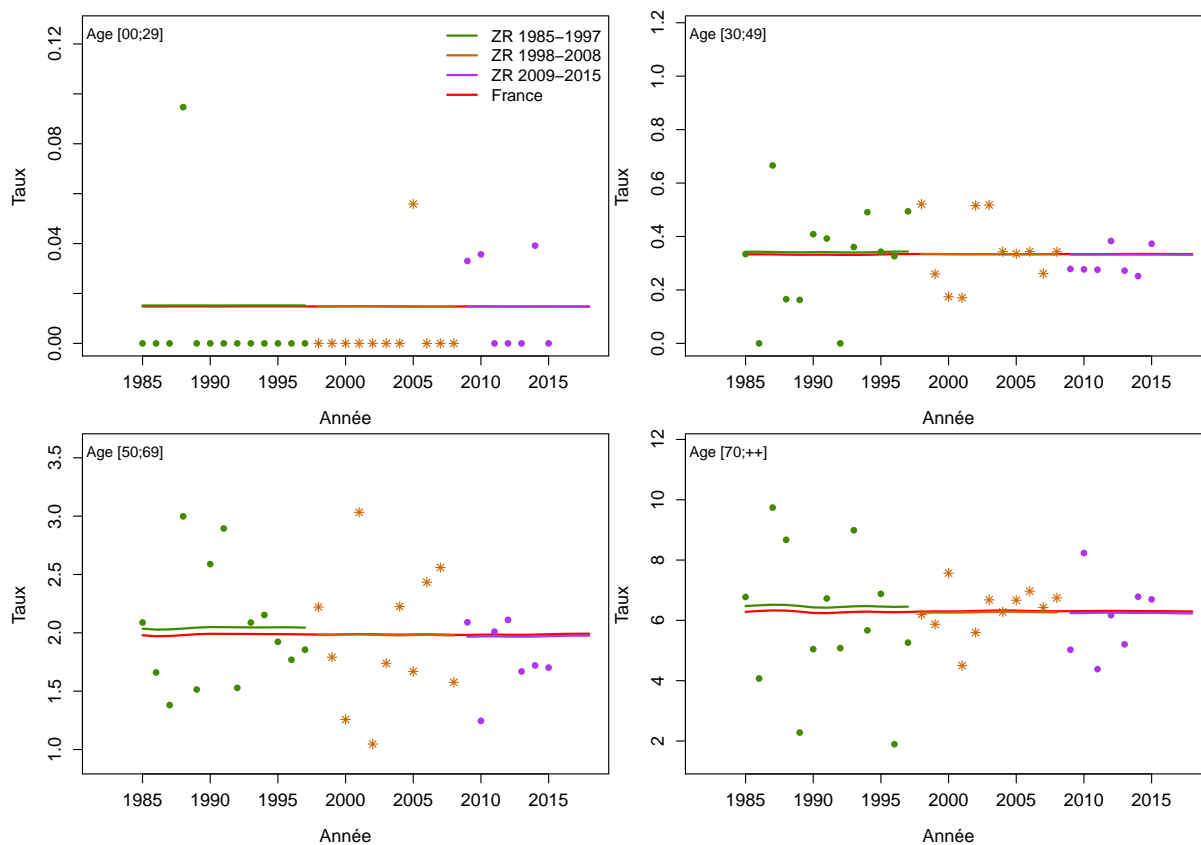 Age [00;29]
ZR 1985−1997
ZR 1998−2008
ZR 2009−2015
France
Taux
0.12
0.08
0.04
0.00
1985 1990 1995 2000 2005 2010 2015
Année
Age [30;49]
Taux
1.2
1.0
0.8
0.6
0.4
0.2
0.0
1985 1990 1995 2000 2005 2010 2015
Année
Age [50;69]
Taux
3.5
3.0
2.5
2.0
1.5
1.0
1985 1990 1995 2000 2005 2010 2015
Année
Age [70;++]
Taux
12
10
8
6
4
2
1985 1990 1995 2000 2005 2010 2015
Année